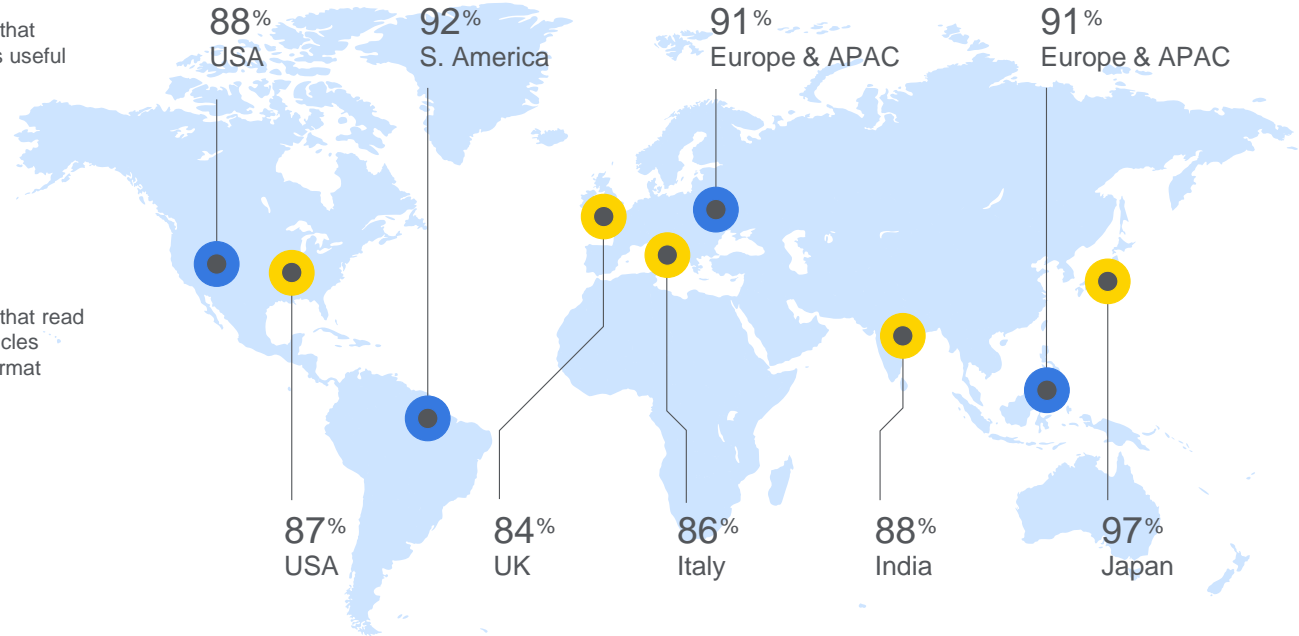 that
s useful
88%
USA
92%
S. America
91%
Europe & APAC
91%
Europe & APAC
that read
cles
rmat
87%
USA
84%
UK
86%
Italy
88%
India
97%
Japan